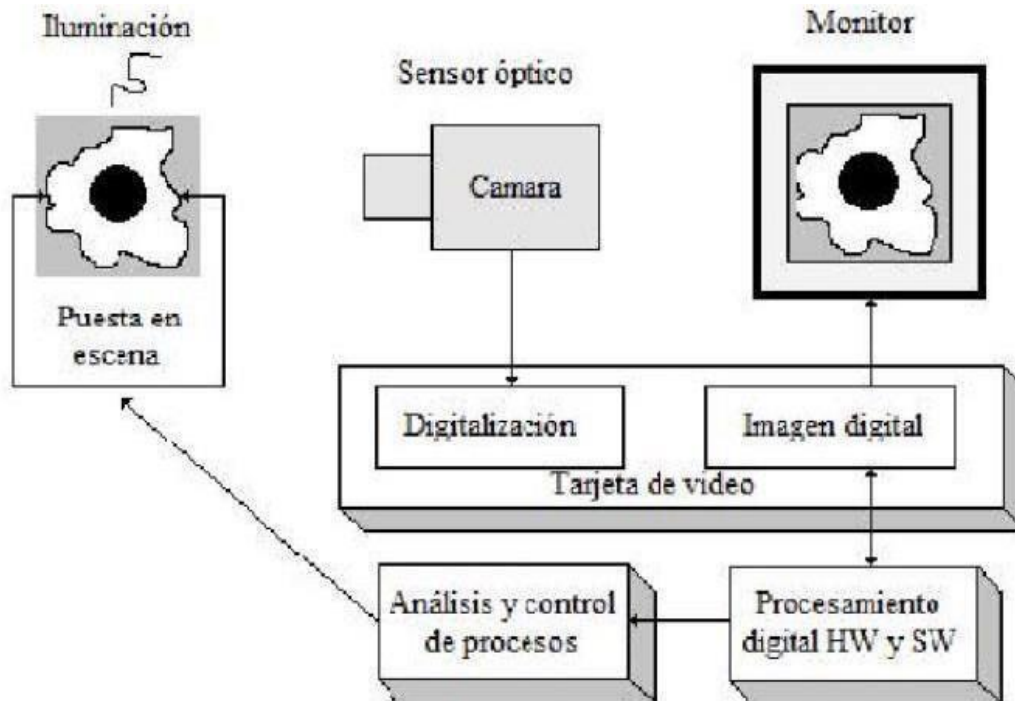 Iluminación
Monitor
Sensor óptico
Camara
Puesta en
escena
Digitalización
Imagen digital
Tarjeta de vídeo
Análisis y control
de procesos
Procesamiento
digital HW y SW